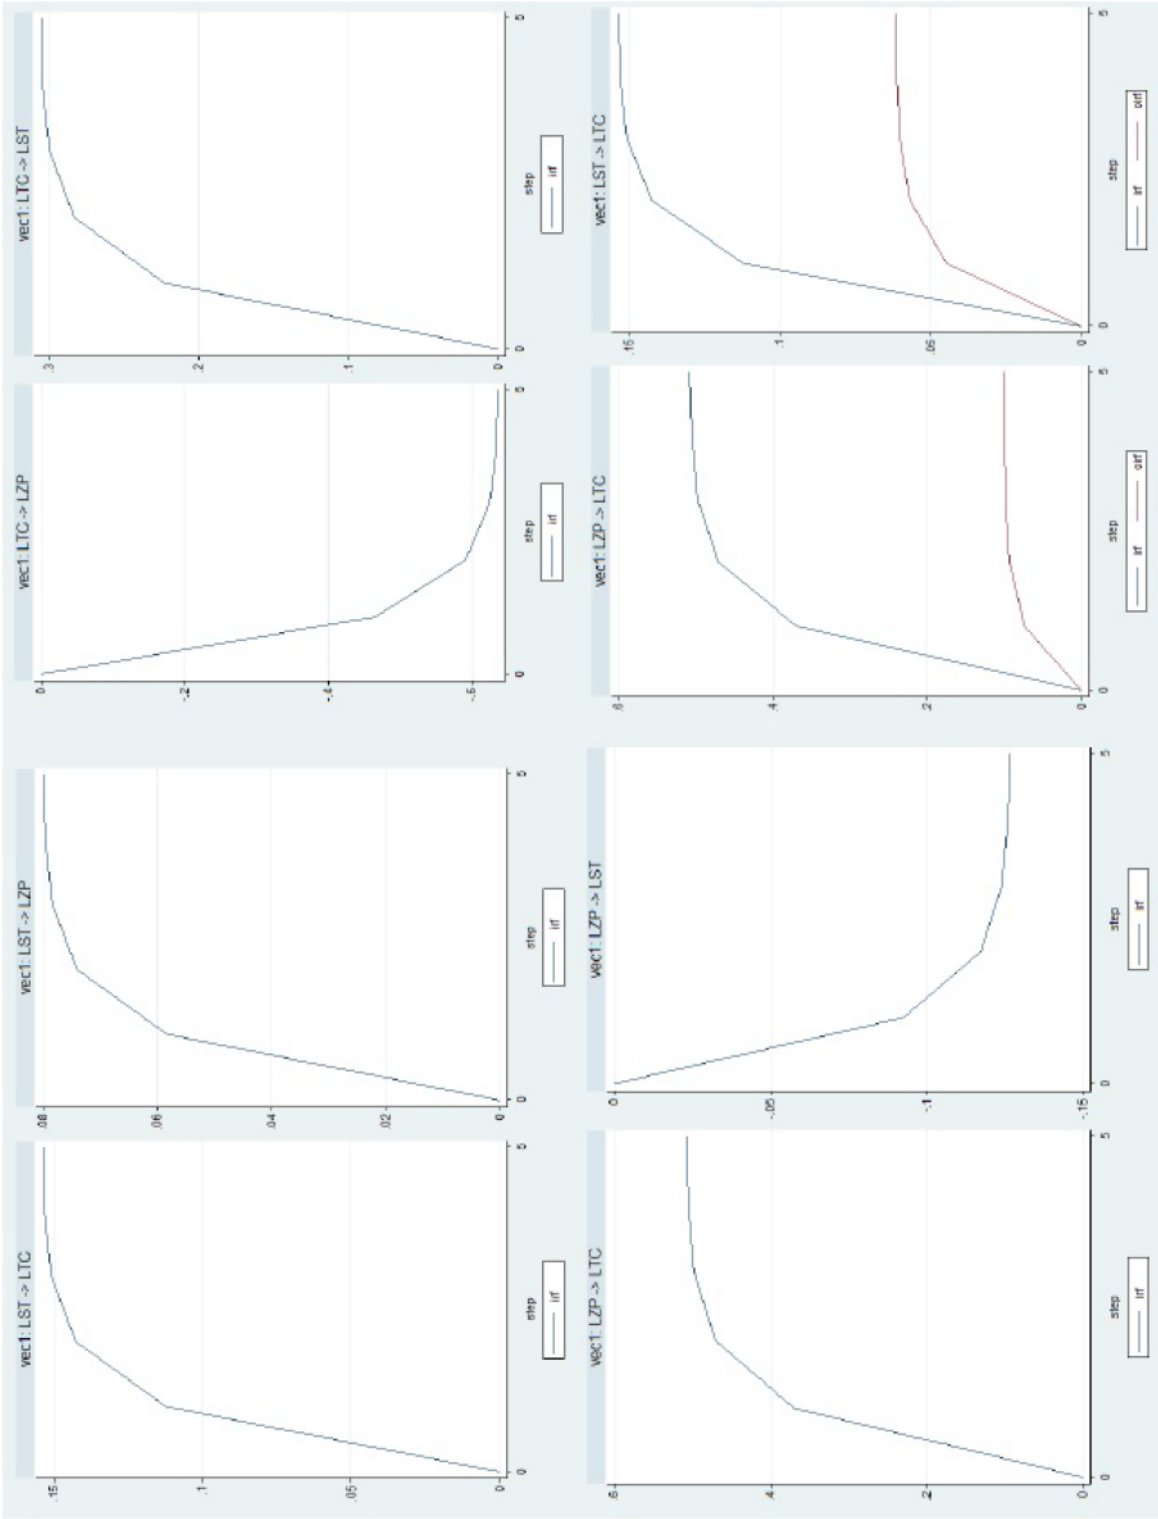 vec1: LST -> LTC
.15
.1
.05
0
0 5
step
irf
vec1: LST -> LZP
.08
.06
.04
.02
0
0 5
step
irf
vec1: LTC -> LZP
0
-.2
-.4
-.6
0 5
step
irf
vec1: LTC -> LST
.3
.2
.1
0
0 5
step
irf
vec1: LZP -> LTC
.6
.4
.2
0
0 5
step
irf
vec1: LZP -> LST
0
-.05
-.1
-.15
0 5
step
irf
vec1: LZP -> LTC
.6
.4
.2
0
0 5
step
irf oirf
vec1: LST -> LTC
.15
.1
.05
0
0 5
step
irf oirf